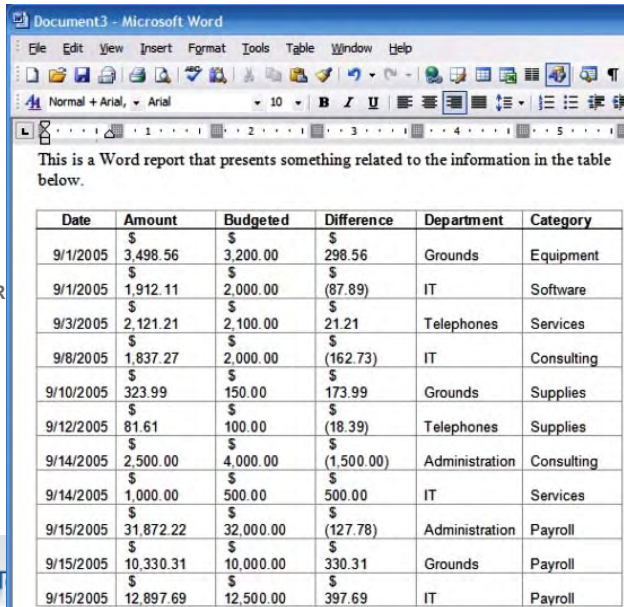 Document3 - Microsoft Word
File Edit View Insert Format Tools Table Window Help
Normal + Arial, Arial 10 B I U
1 2 3 4 5
This is a Word report that presents something related to the information in the table
below.
Date Amount Budgeted Difference Department Category
$ $ $
9/1/2005 3,498.56 3,200.00 298.56 Grounds Equipment
$ $ $
9/1/2005 1,912.11 2,000.00 (87.89) IT Software
$ $ $
9/3/2005 2,121.21 2,100.00 21.21 Telephones Services
$ $ $
9/8/2005 1,837.27 2,000.00 (162.73) IT Consulting
$ $ $
9/10/2005 323.99 150.00 173.99 Grounds Supplies
$ $ $
9/12/2005 81.61 100.00 (18.39) Telephones Supplies
$ $ $
9/14/2005 2,500.00 4,000.00 (1,500.00) Administration Consulting
$ $ $
9/14/2005 1,000.00 500.00 500.00 IT Services
$ $ $
9/15/2005 31,872.22 32,000.00 (127.78) Administration Payroll
$ $ $
9/15/2005 10,330.31 10,000.00 330.31 Grounds Payroll
$ $ $
9/15/2005 12,897.69 12,500.00 397.69 IT Payroll